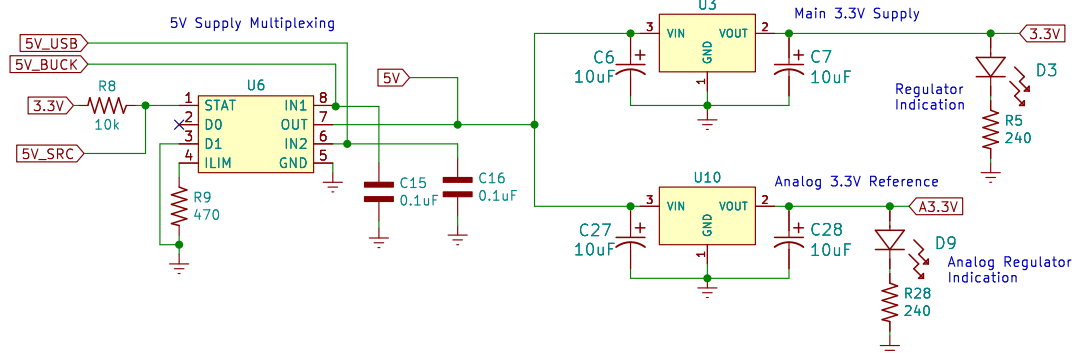 5V Supply Multiplexing
5V_USB
5V_BUCK
3.3V
R8
10k
5V_SRC
U6
1 STAT IN1 8
2 D0 OUT 7
3 D1 IN2 6
4 ILIM GND 5
R9
470
C15
0.1uF
C16
0.1uF
5V
U3
Main 3.3V Supply
3 VIN VOUT 2
GND
1
C6
10uF
C7
10uF
3.3V
D3
Regulator
Indication
R5
240
U10
Analog 3.3V Reference
3 VIN VOUT 2
GND
1
C27
10uF
C28
10uF
A3.3V
D9
Analog Regulator
Indication
R28
240